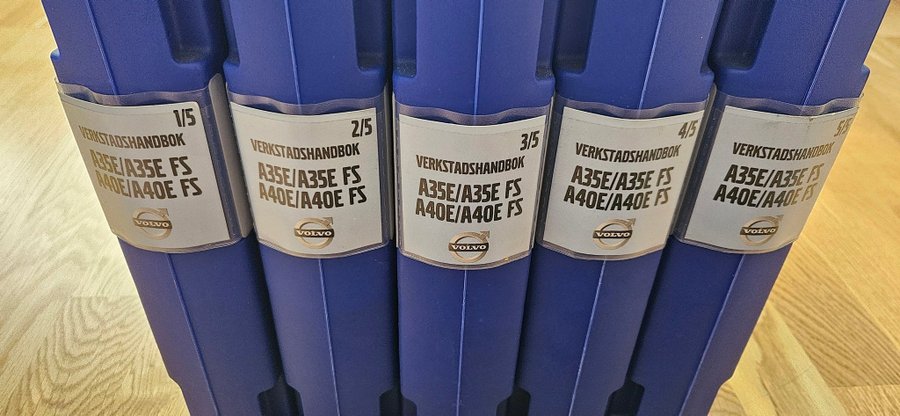 1/5
VERKSTADSHANDBOK
A35E/A35E FS
A40E/A40E FS
VOLVO
2/5
VERKSTADSHANDBOK
A35E/A35E FS
A40E/A40E FS
VOLVO
3/5
VERKSTADSHANDBOK
A35E/A35E FS
A40E/A40E FS
VOLVO
4/5
VERKSTADSHANDBOK
A35E/A35E FS
A40E/A40E FS
VOLVO
5/5
VERKSTADSHANDBOK
A35E/A35E FS
A40E/A40E FS
VOLVO